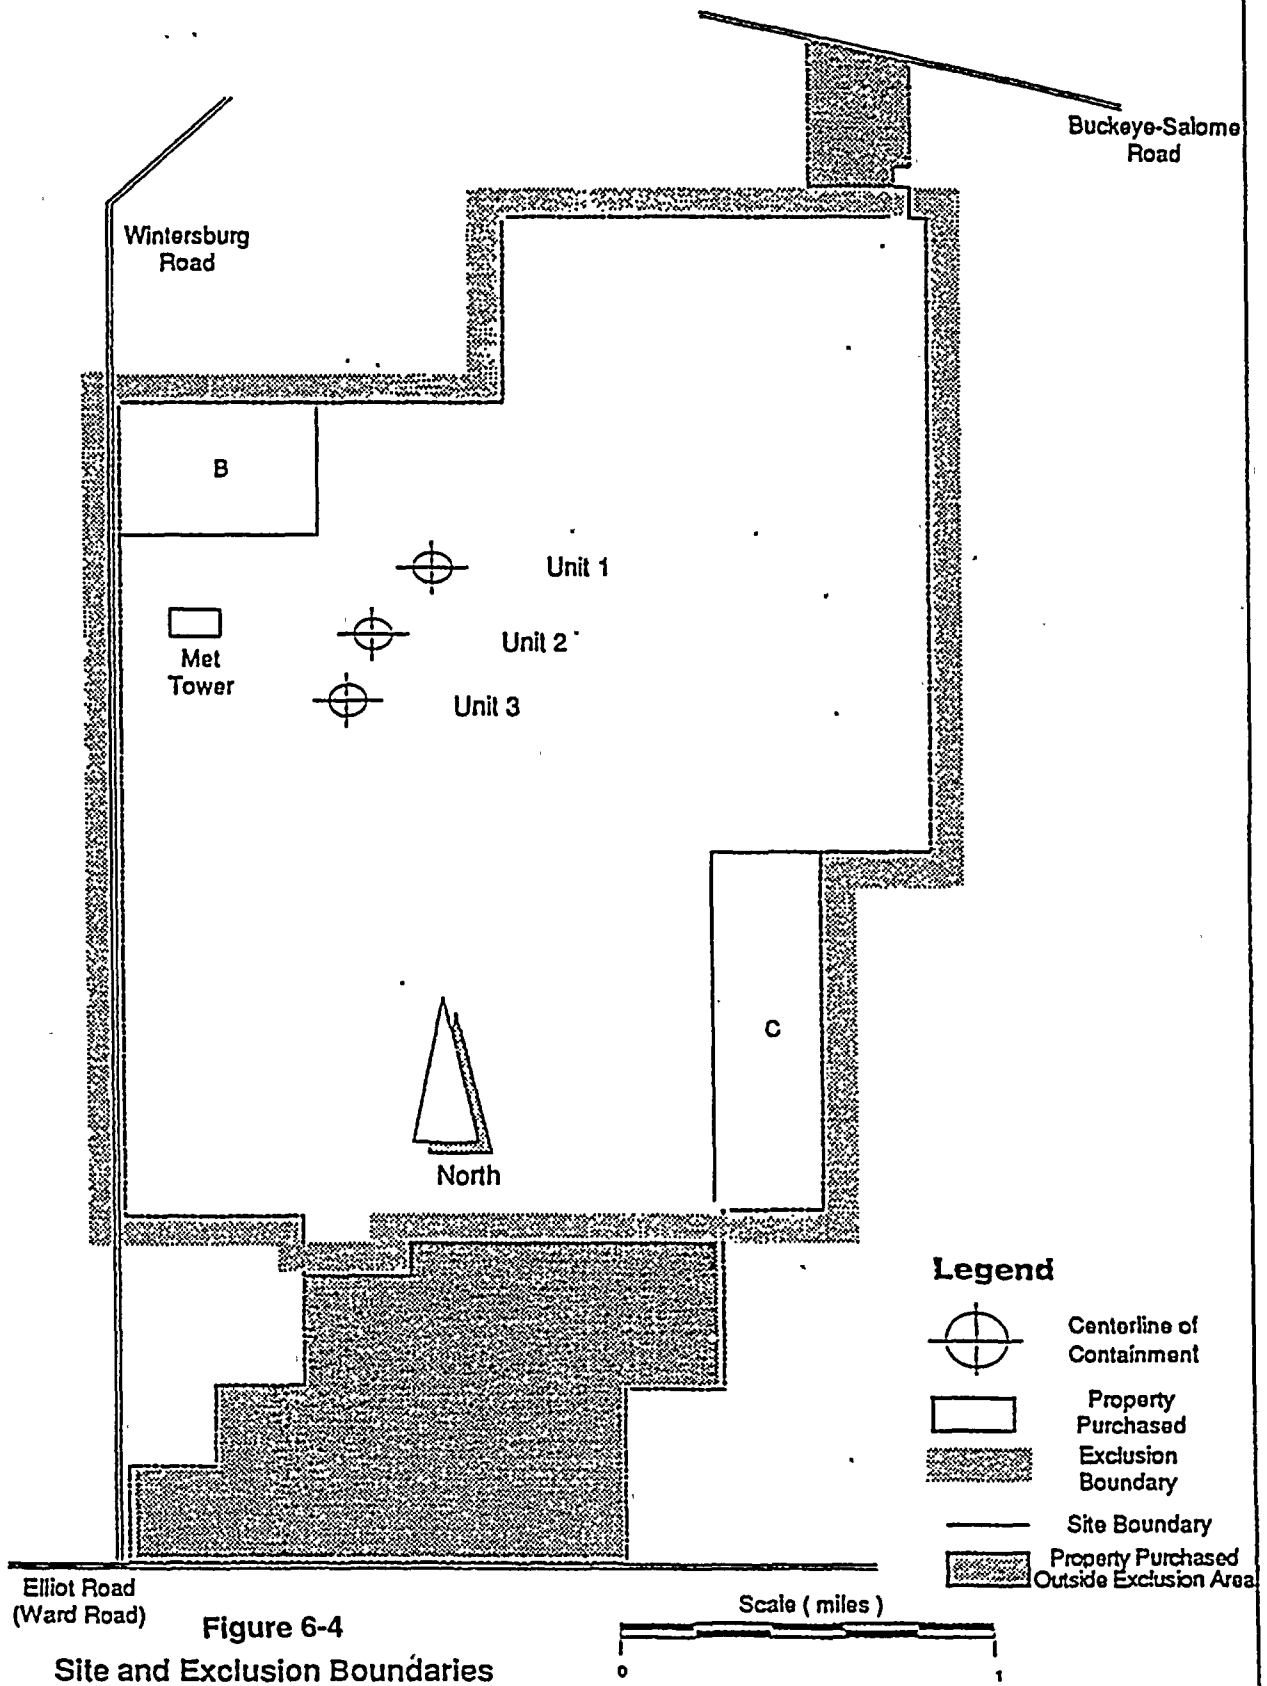 Buckeye-Salome
Road
Wintersburg
Road
B
Unit 1
Met
Tower
Unit 2
Unit 3
C
North
Legend
Centerline of
Containment
Property
Purchased
Exclusion
Boundary
Site Boundary
Property Purchased
Outside Exclusion Area
Elliot Road
(Ward Road)
Scale ( miles )
0
1
Figure 6-4
Site and Exclusion Boundaries